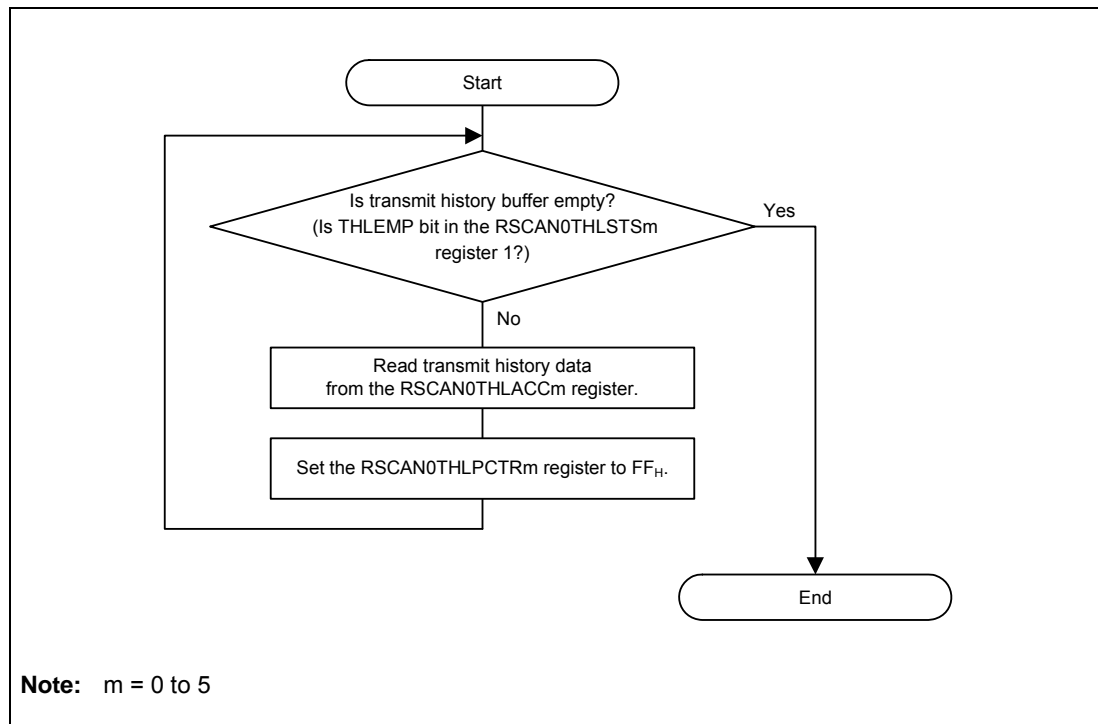 Start
Is transmit history buffer empty?
(Is THLEMP bit in the RSCAN0THLSTSm
register 1?)
Yes
No
Read transmit history data
from the RSCAN0THLACCm register.
Set the RSCAN0THLPCTRm register to FFH.
End
Note: m = 0 to 5